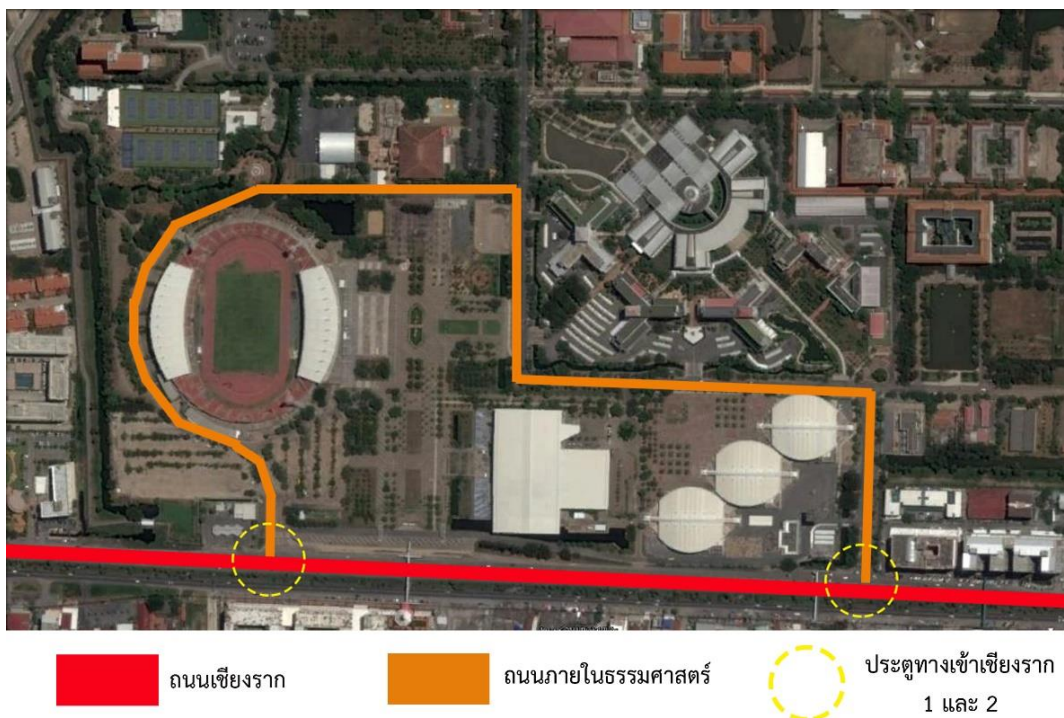 ถนนเชียงราก
ถนนภายในธรรมศาสตร์
ประตูทางเข้าเชียงราก
1 และ 2